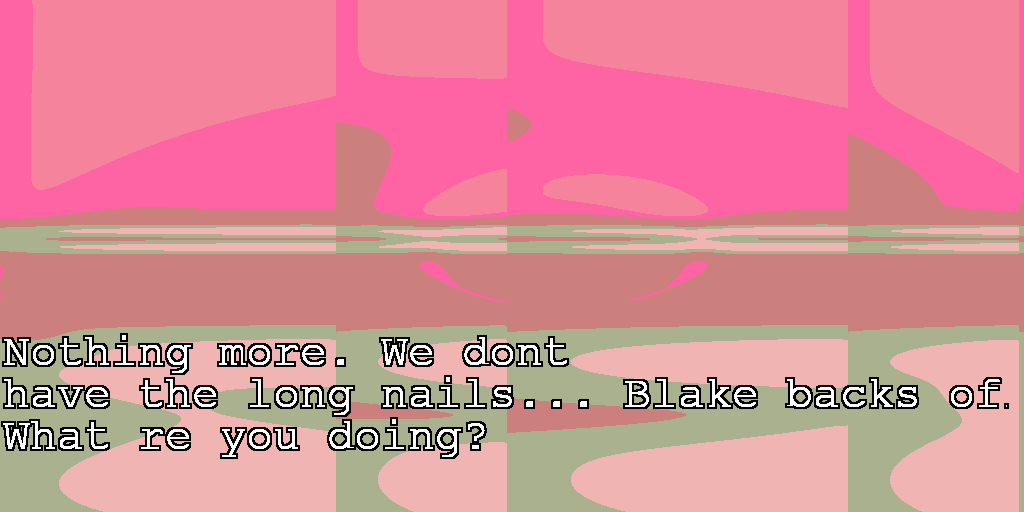 Nothing more. We dont
have the long nails... Blake backs of.
What re you doing?